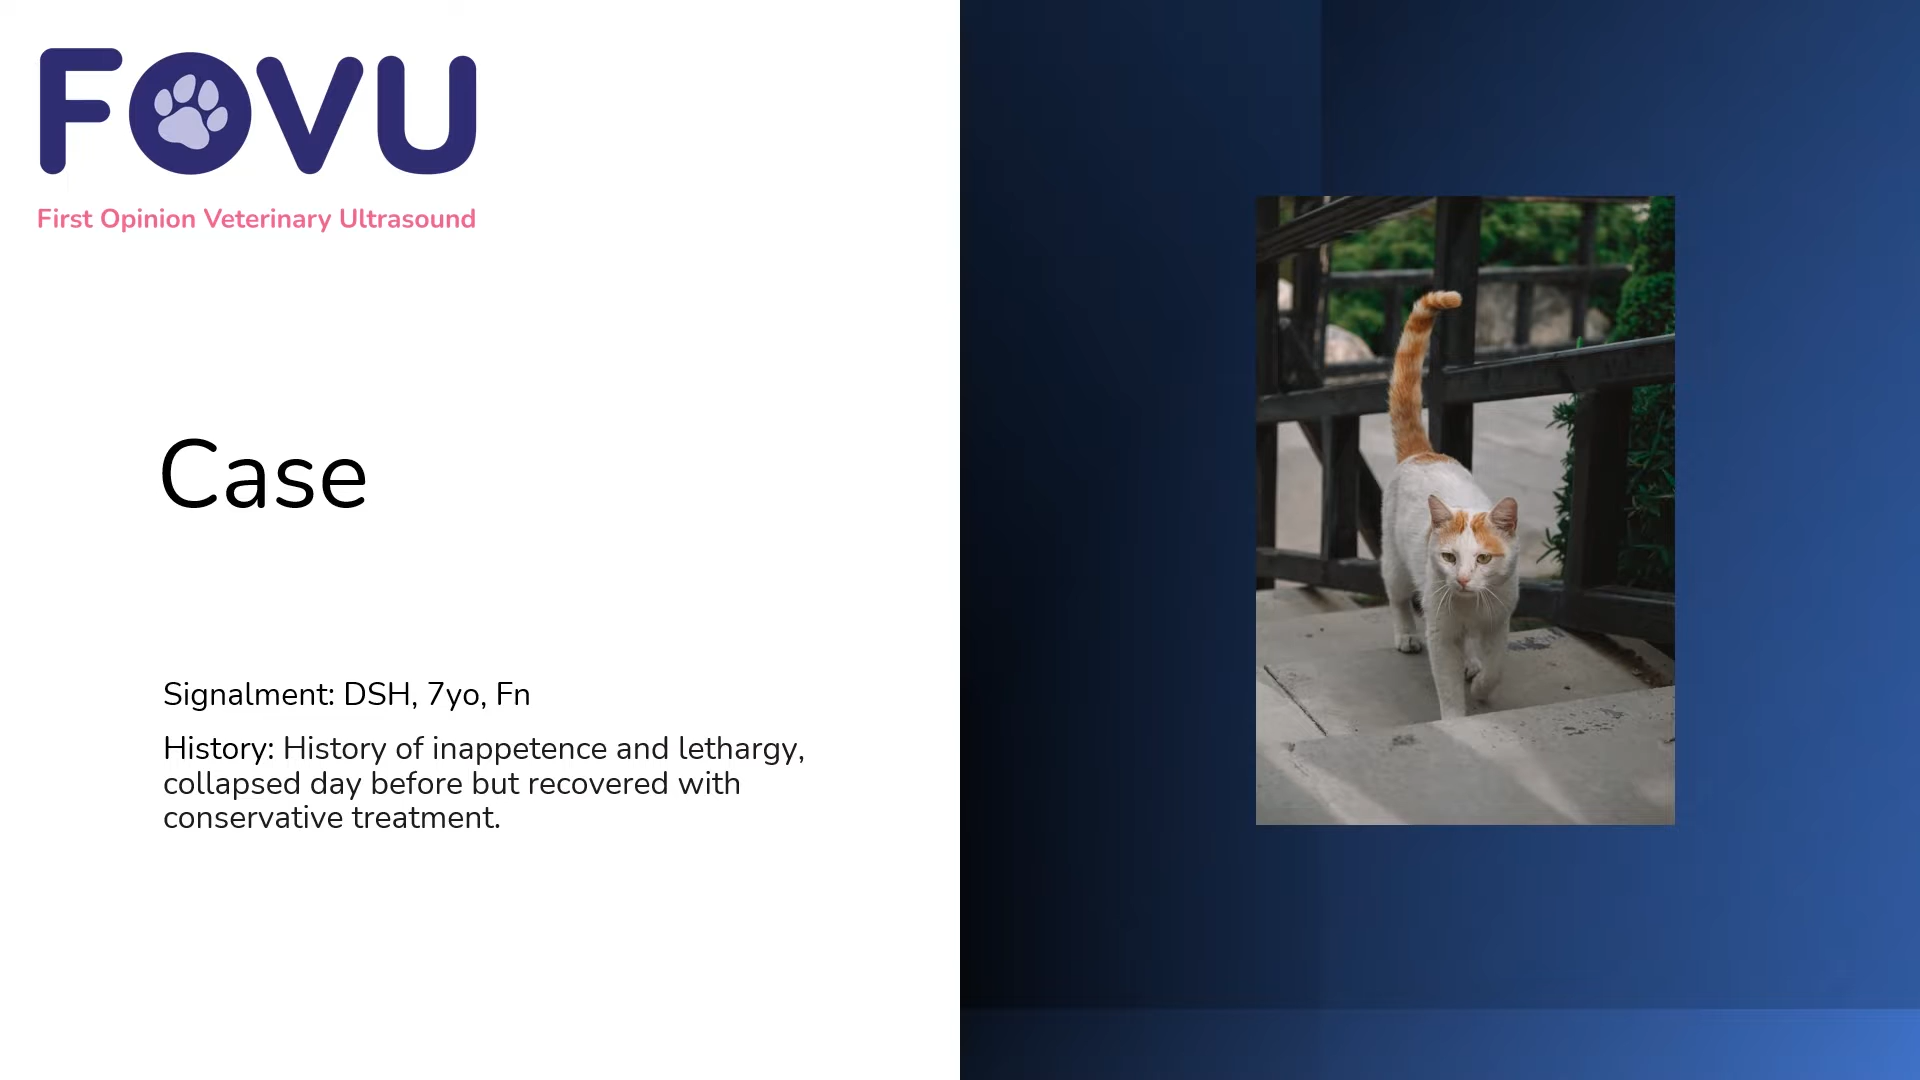 FOVU
First Opinion Veterinary Ultrasound
Case
Signalment: DSH, 7yo, Fn
History: History of inappetence and lethargy,
collapsed day before but recovered with
conservative treatment.